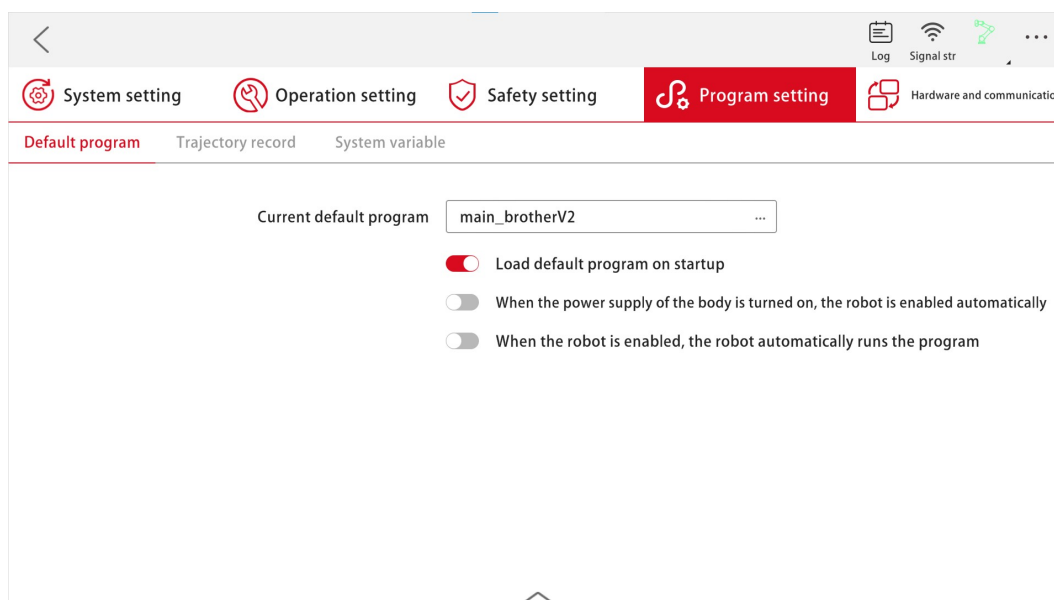 Log Signal str
System setting Operation setting Safety setting Program setting Hardware and
Default program Trajectory record System variable
Current default program main_brotherV2 ...
Load default program on startup
When the power supply of the body is turned on, the robot is enabled automatically
When the robot is enabled, the robot automatically runs the program